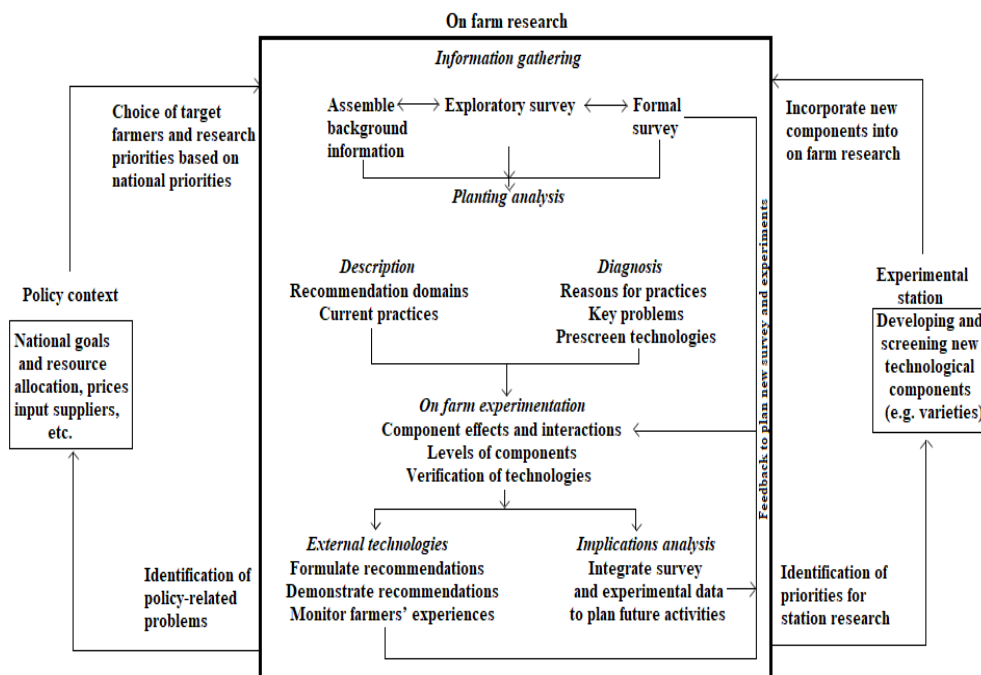 On farm research
Information gathering
Assemble
background
information
Exploratory survey
Formal
survey
Planting analysis
Description
Recommendation domains
Current practices
Diagnosis
Reasons for practices
Key problems
Prescreen technologies
On farm experimentation
Component effects and interactions
Levels of components
Verification of technologies
External technologies
Formulate recommendations
Demonstrate recommendations
Monitor farmers' experiences
Implications analysis
Integrate survey
and experimental data
to plan future activities
Feedback to plan new survey and experiments
Choice of target
farmers and research
priorities based on
national priorities
Policy context
National goals
and resource
allocation, prices
input suppliers,
etc.
Identification of
policy-related
problems
Incorporate new
components into
on farm research
Experimental
station
Developing and
screening new
technological
components
(e.g. varieties)
Identification of
priorities for
station research